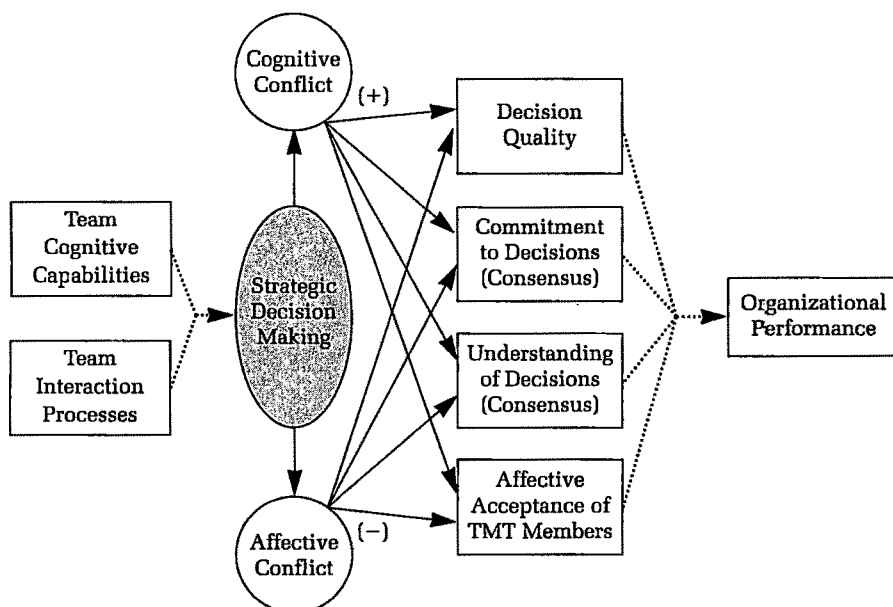 Cognitive
Conflict
(+)
Decision
Quality
Team
Cognitive
Capabilities
Commitment
to Decisions
(Consensus)
Strategic
Decision
Making
Organizational
Performance
Team
Interaction
Processes
Understanding
of Decisions
(Consensus)
Affective
Acceptance of
TMT Members
(−)
Affective
Conflict